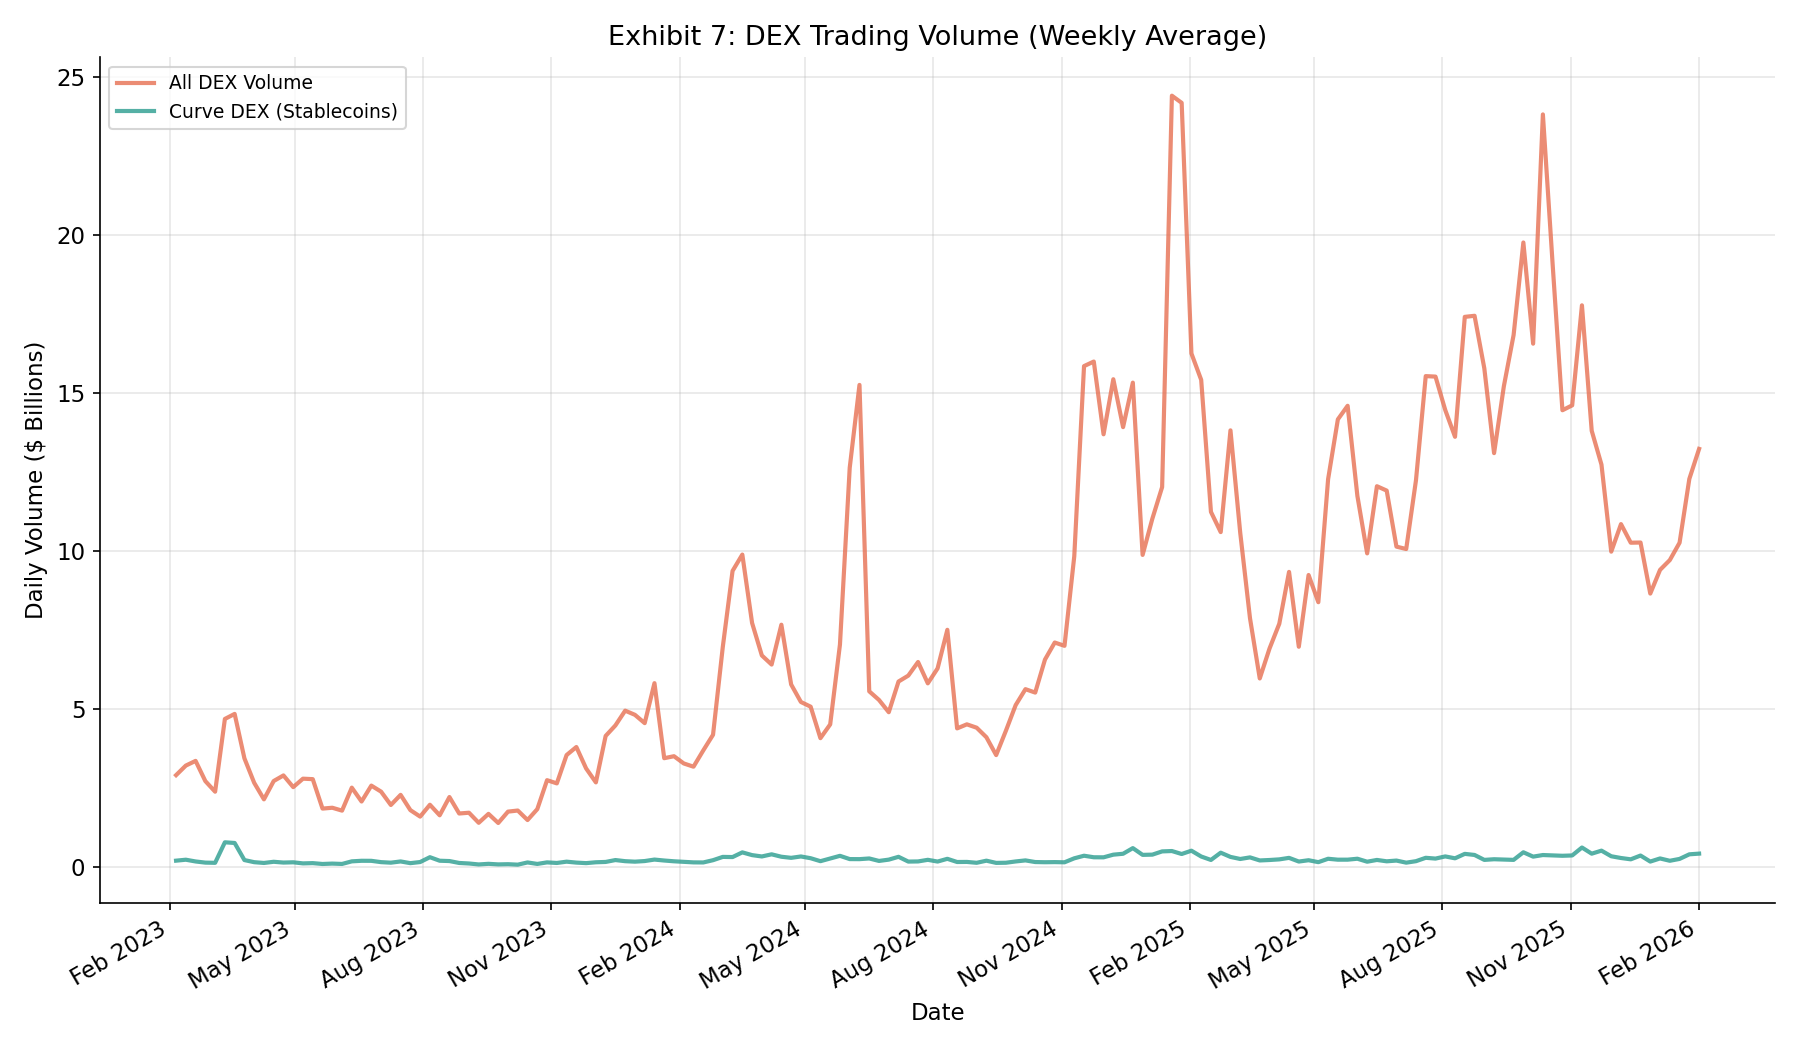 Exhibit 7: DEX Trading Volume (Weekly Average)
All DEX Volume
Curve DEX (Stablecoins)
Daily Volume ($ Billions)
25
20
15
10
5
0
Feb 2023
May 2023
Aug 2023
Nov 2023
Feb 2024
May 2024
Aug 2024
Nov 2024
Feb 2025
May 2025
Aug 2025
Nov 2025
Feb 2026
Date